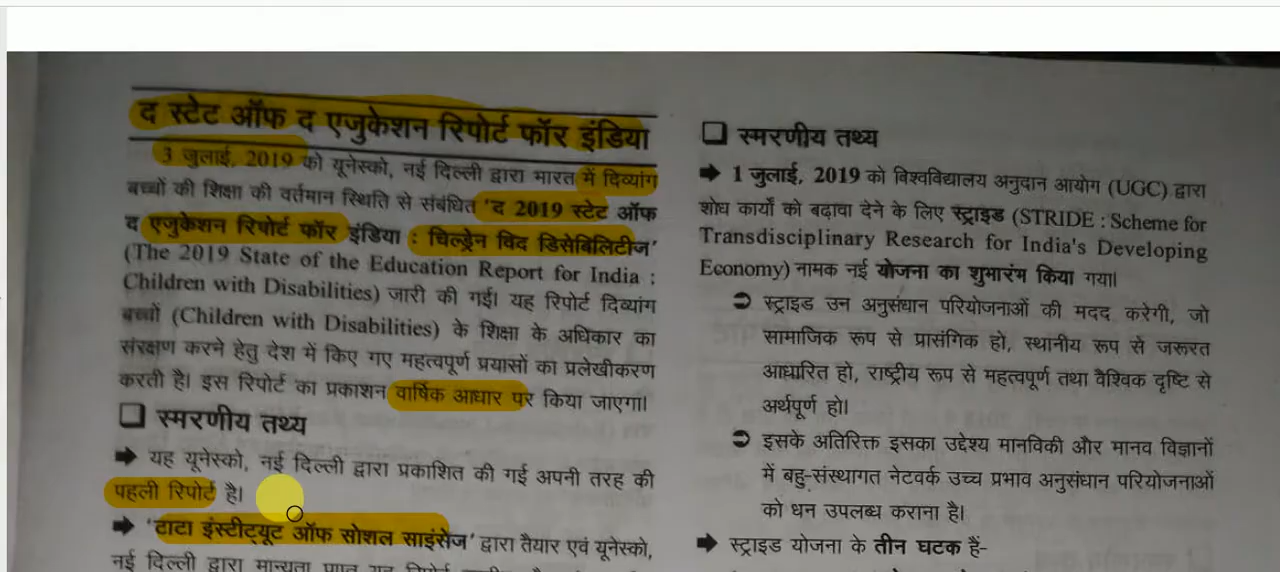 द स्टेट ऑफ द एजुकेशन रिपोर्ट फॉर इंडिया
3 जुलाई, 2019 को यूनेस्को, नई दिल्ली द्वारा भारत में दिव्यांग
बच्चों की शिक्षा की वर्तमान स्थिति से संबंधित 'द 2019 स्टेट ऑफ
द एजुकेशन रिपोर्ट फॉर इंडिया : चिल्ड्रेन विद डिसेबिलिटीज'
(The 2019 State of the Education Report for India :
Children with Disabilities) जारी की गई। यह रिपोर्ट दिव्यांग
बच्चों (Children with Disabilities) के शिक्षा के अधिकार का
संरक्षण करने हेतु देश में किए गए महत्वपूर्ण प्रयासों का प्रलेखीकरण
करती है। इस रिपोर्ट का प्रकाशन वार्षिक आधार पर किया जाएगा।
❑ स्मरणीय तथ्य
➡ यह यूनेस्को, नई दिल्ली द्वारा प्रकाशित की गई अपनी तरह की
पहली रिपोर्ट है।
➡ 'टाटा इंस्टीट्यूट ऑफ सोशल साइंसेज' द्वारा तैयार एवं यूनेस्को,
नई दिल्ली द्वारा मान्यता प्राप्त यह रिपोर्ट
❑ स्मरणीय तथ्य
➡ 1 जुलाई, 2019 को विश्वविद्यालय अनुदान आयोग (UGC) द्वारा
शोध कार्यों को बढ़ावा देने के लिए स्ट्राइड (STRIDE : Scheme for
Transdisciplinary Research for India's Developing
Economy) नामक नई योजना का शुभारंभ किया गया।
➲ स्ट्राइड उन अनुसंधान परियोजनाओं की मदद करेगी, जो
सामाजिक रूप से प्रासंगिक हो, स्थानीय रूप से जरूरत
आधारित हो, राष्ट्रीय रूप से महत्वपूर्ण तथा वैश्विक दृष्टि से
अर्थपूर्ण हो।
➲ इसके अतिरिक्त इसका उद्देश्य मानविकी और मानव विज्ञानों
में बहु-संस्थागत नेटवर्क उच्च प्रभाव अनुसंधान परियोजनाओं
को धन उपलब्ध कराना है।
➡ स्ट्राइड योजना के तीन घटक हैं-